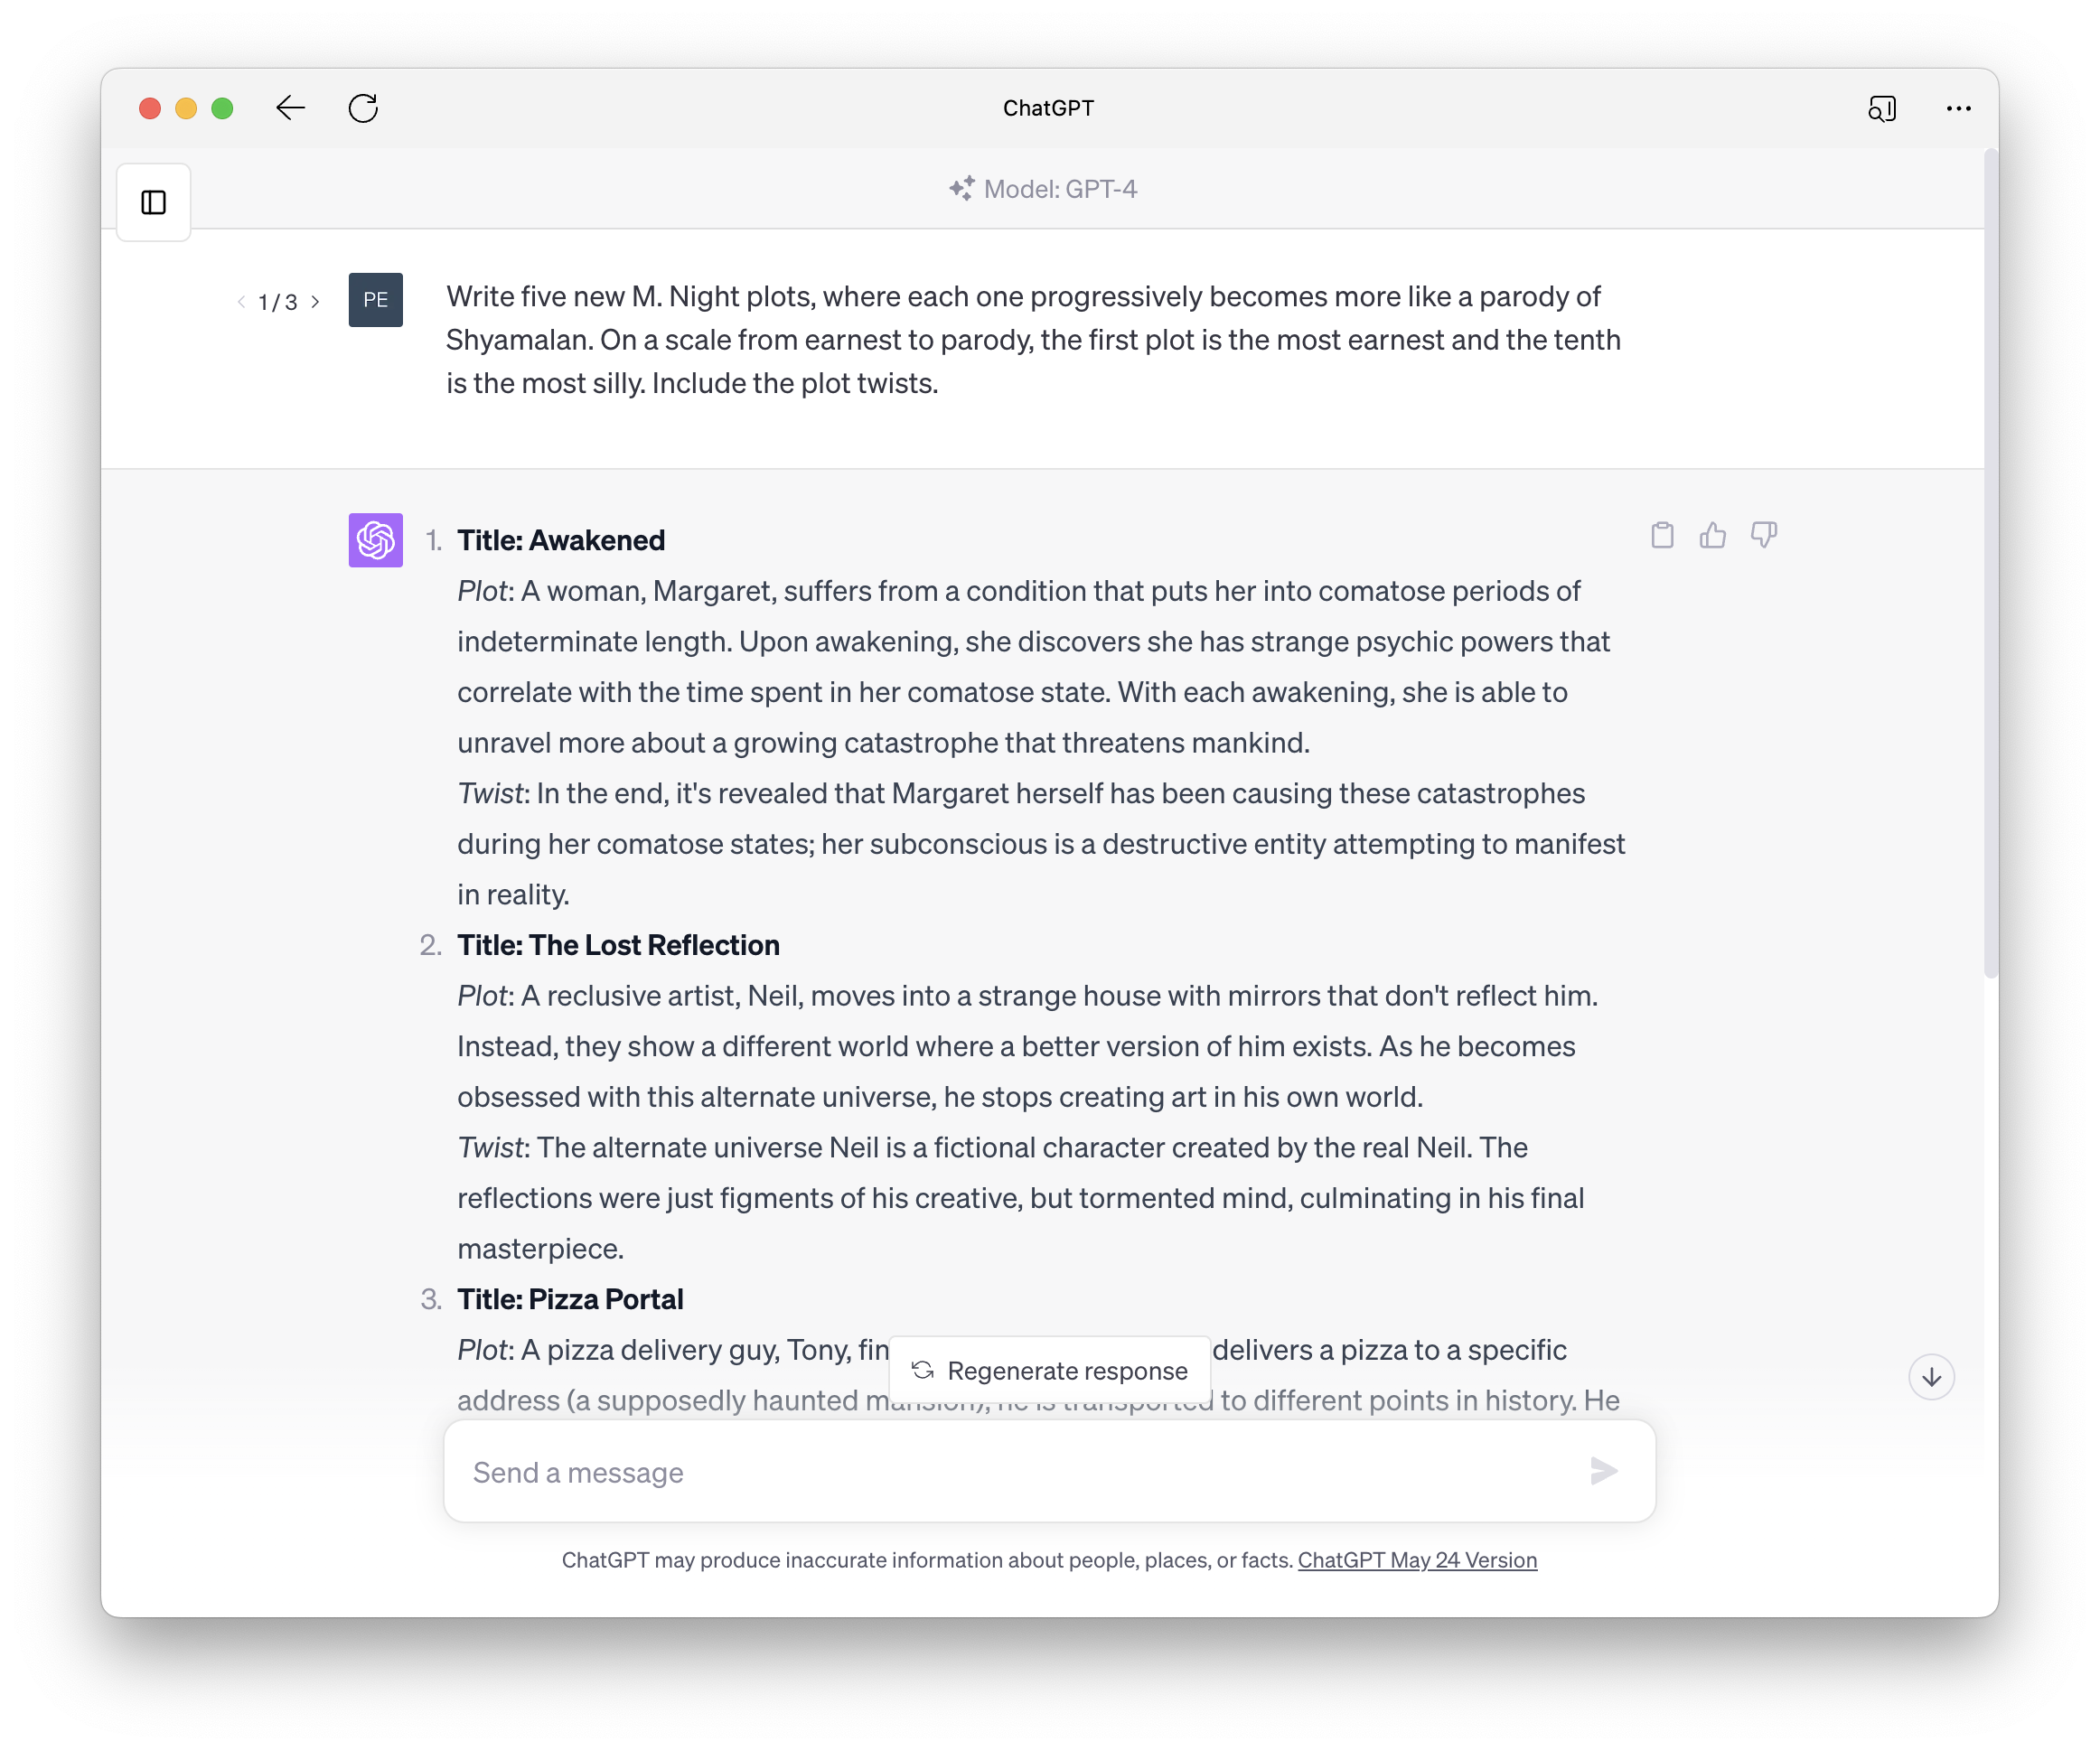 ChatGPT
Model: GPT-4
1 / 3
PE
Write five new M. Night plots, where each one progressively becomes more like a parody of
Shyamalan. On a scale from earnest to parody, the first plot is the most earnest and the tenth
is the most silly. Include the plot twists.
1. Title: Awakened
Plot: A woman, Margaret, suffers from a condition that puts her into comatose periods of
indeterminate length. Upon awakening, she discovers she has strange psychic powers that
correlate with the time spent in her comatose state. With each awakening, she is able to
unravel more about a growing catastrophe that threatens mankind.
Twist: In the end, it's revealed that Margaret herself has been causing these catastrophes
during her comatose states; her subconscious is a destructive entity attempting to manifest
in reality.
2. Title: The Lost Reflection
Plot: A reclusive artist, Neil, moves into a strange house with mirrors that don't reflect him.
Instead, they show a different world where a better version of him exists. As he becomes
obsessed with this alternate universe, he stops creating art in his own world.
Twist: The alternate universe Neil is a fictional character created by the real Neil. The
reflections were just figments of his creative, but tormented mind, culminating in his final
masterpiece.
3. Title: Pizza Portal
Plot: A pizza delivery guy, Tony, delivers a pizza to a specific
Regenerate response
address (a supposedly haunted mansion), he is transported to different points in history. He
Send a message
ChatGPT may produce inaccurate information about people, places, or facts. ChatGPT May 24 Version